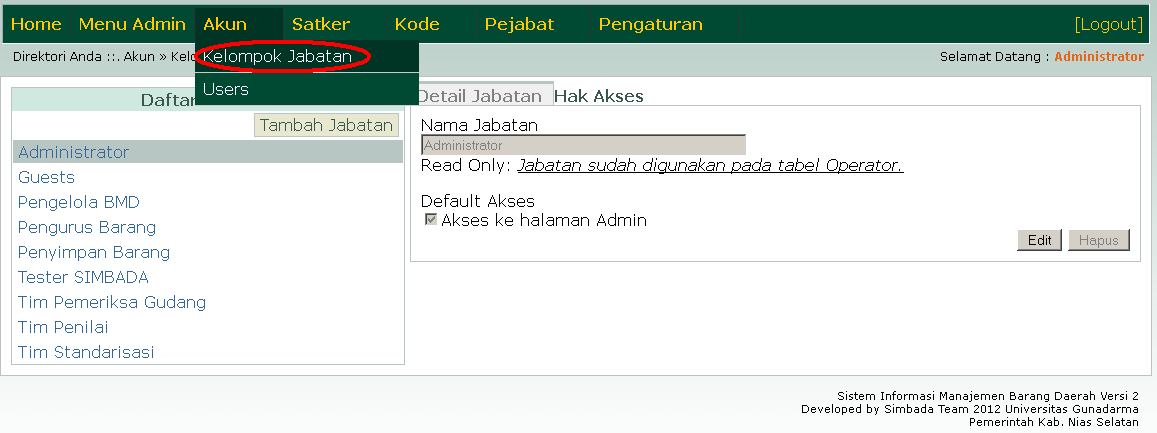 Home Menu Admin Akun Satker Kode Pejabat Pengaturan [Logout]
Direktori Anda ::. Akun » Kelo
Kelompok Jabatan
Selamat Datang : Administrator
Users
Daftar
Tambah Jabatan
Administrator
Guests
Pengelola BMD
Pengurus Barang
Penyimpan Barang
Tester SIMBADA
Tim Pemeriksa Gudang
Tim Penilai
Tim Standarisasi
Detail Jabatan Hak Akses
Nama Jabatan
Administrator
Read Only: Jabatan sudah digunakan pada tabel Operator.
Default Akses
Akses ke halaman Admin
Edit Hapus
Sistem Informasi Manajemen Barang Daerah Versi 2
Developed by Simbada Team 2012 Universitas Gunadarma
Pemerintah Kab. Nias Selatan